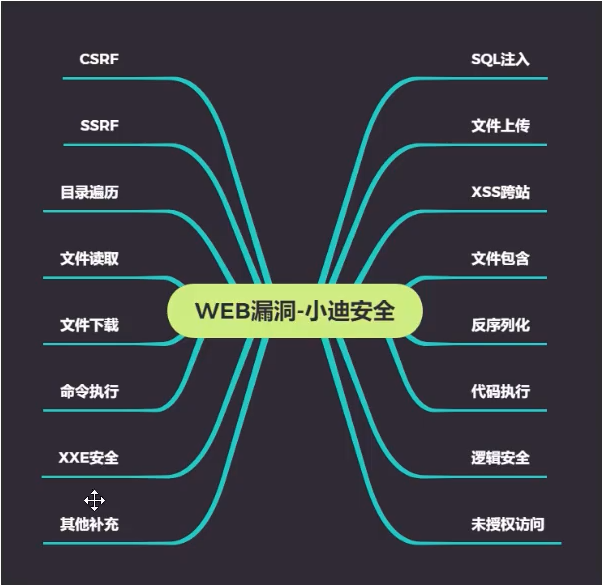 CSRF
SSRF
目录遍历
文件读取
文件下载
命令执行
XXE安全
其他补充
WEB漏洞-小迪安全
SQL注入
文件上传
XSS跨站
文件包含
反序列化
代码执行
逻辑安全
未授权访问